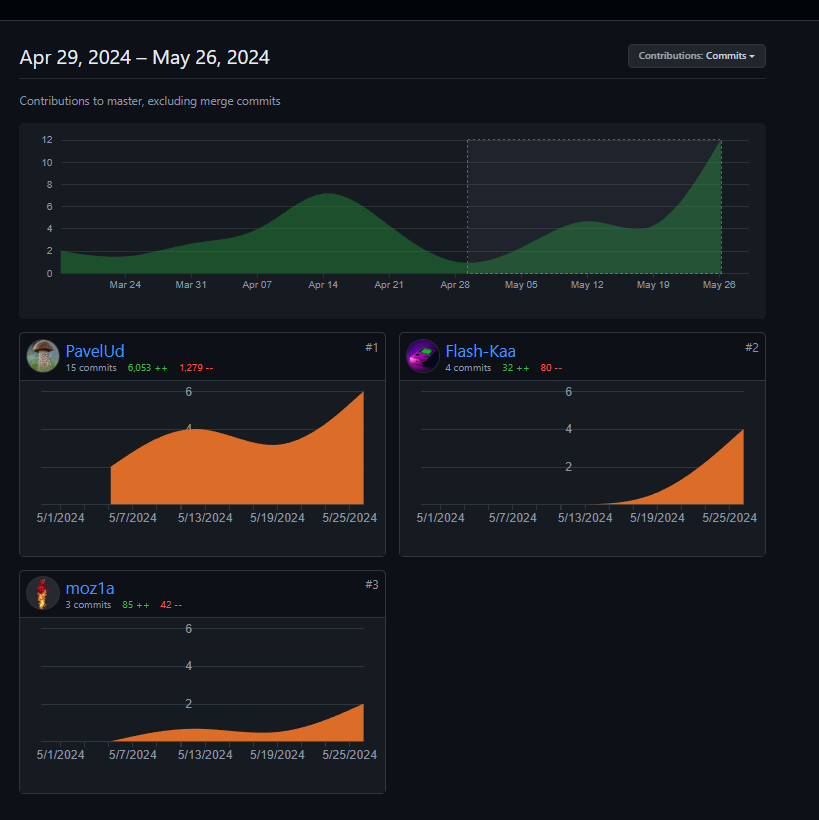 Apr 29, 2024 – May 26, 2024
Contributions: Commits
Contributions to master, excluding merge commits
12
10
8
6
4
2
0
Mar 24 Mar 31 Apr 07 Apr 14 Apr 21 Apr 28 May 05 May 12 May 19 May 26
PavelUd #1
15 commits 6,053 ++ 1,279 --
6
4
5/1/2024 5/7/2024 5/13/2024 5/19/2024 5/25/2024
Flash-Kaa #2
4 commits 32 ++ 80 --
6
4
2
5/1/2024 5/7/2024 5/13/2024 5/19/2024 5/25/2024
moz1a #3
3 commits 85 ++ 42 --
6
4
2
5/1/2024 5/7/2024 5/13/2024 5/19/2024 5/25/2024